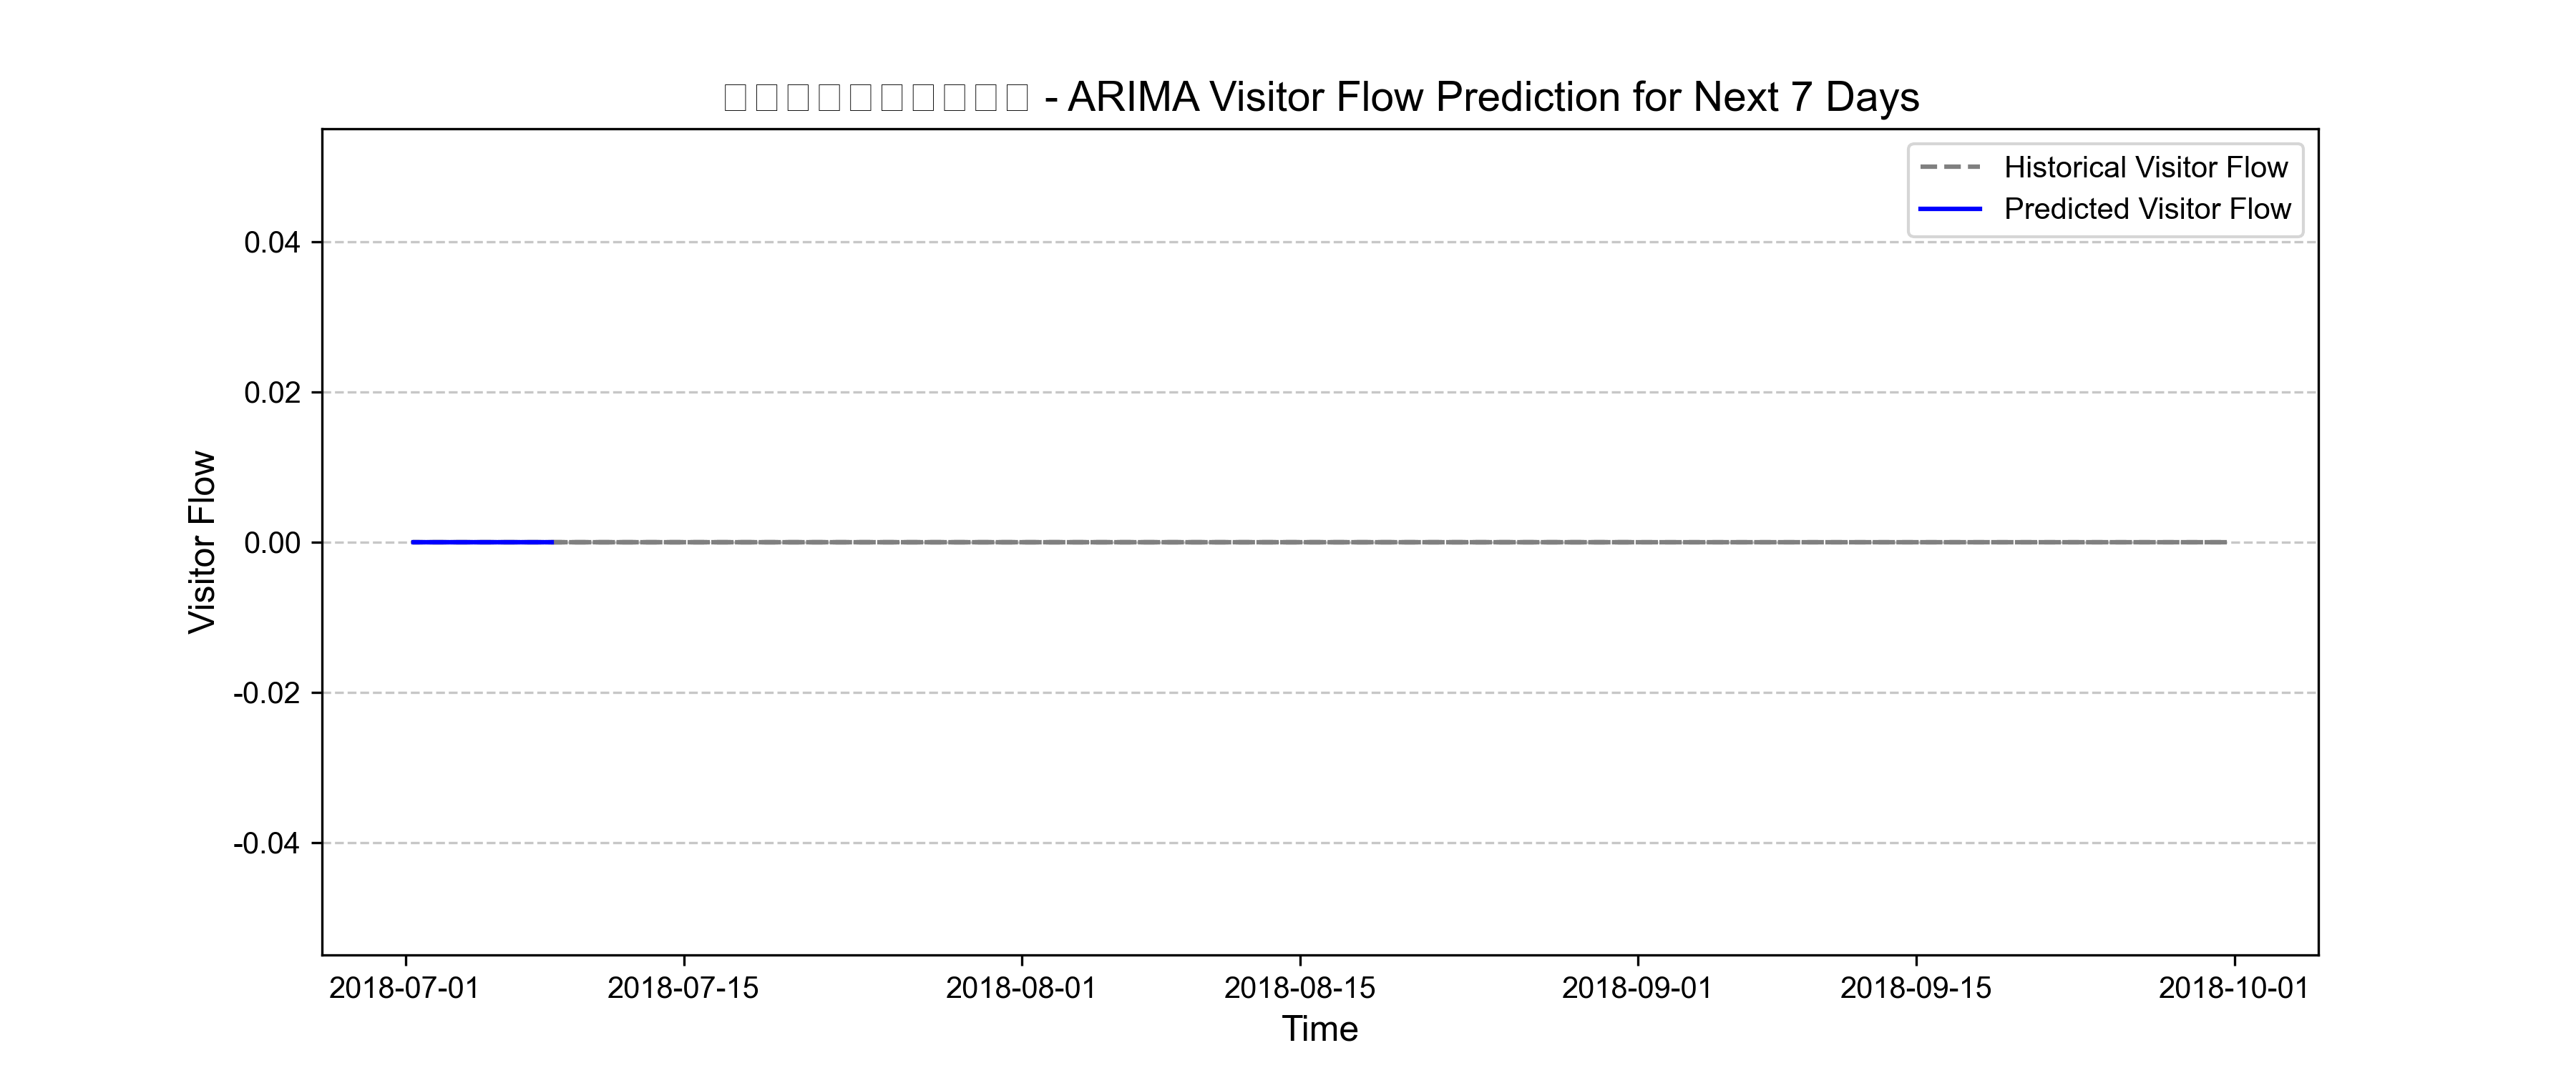 - ARIMA Visitor Flow Prediction for Next 7 Days
Historical Visitor Flow
Predicted Visitor Flow
0.04
0.02
0.00
-0.02
-0.04
Visitor Flow
2018-07-01 2018-07-15 2018-08-01 2018-08-15 2018-09-01 2018-09-15 2018-10-01
Time